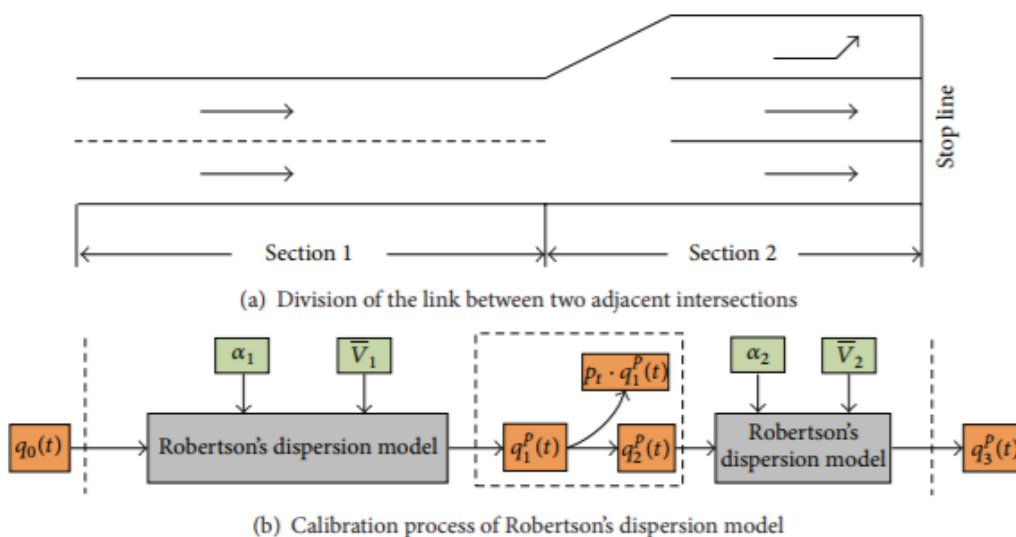 Stop line
Section 1
Section 2
(a) Division of the link between two adjacent intersections
α₁
V̅₁
pₜ · q₁ᵖ(t)
α₂
V̅₂
q₀(t)
Robertson's dispersion model
q₁ᵖ(t)
q₂ᵖ(t)
Robertson's
dispersion model
q₃ᵖ(t)
(b) Calibration process of Robertson's dispersion model